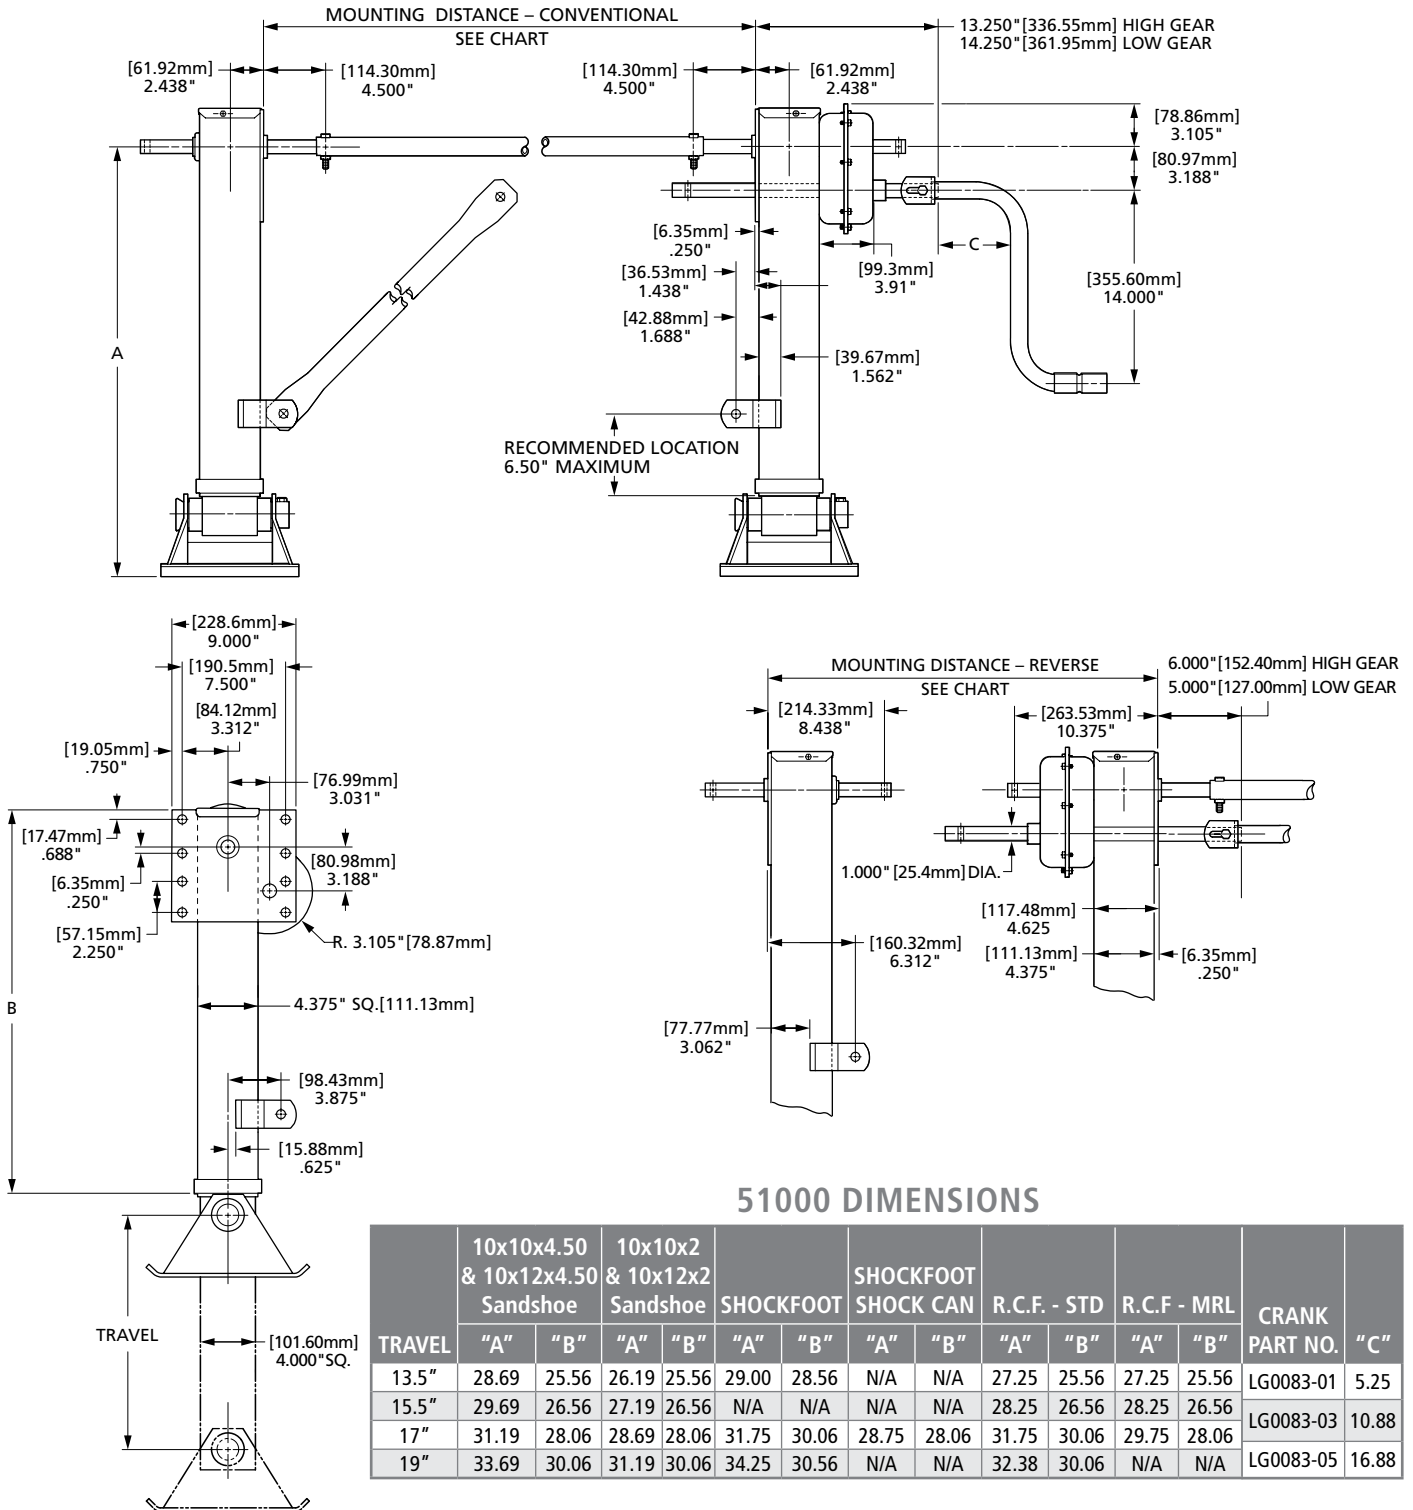 MOUNTING DISTANCE – CONVENTIONAL
SEE CHART
13.250"[336.55mm] HIGH GEAR
14.250"[361.95mm] LOW GEAR
[61.92mm]
2.438"
[114.30mm]
4.500"
[114.30mm]
4.500"
[61.92mm]
2.438"
[78.86mm]
3.105"
[80.97mm]
3.188"
[6.35mm]
.250"
C
[36.53mm]
1.438"
[99.3mm]
3.91"
[355.60mm]
14.000"
[42.88mm]
1.688"
A
[39.67mm]
1.562"
RECOMMENDED LOCATION
6.50" MAXIMUM
[228.6mm]
9.000"
[190.5mm]
7.500"
[84.12mm]
3.312"
[19.05mm]
.750"
[76.99mm]
3.031"
[17.47mm]
.688"
[80.98mm]
3.188"
[6.35mm]
.250"
[57.15mm]
2.250"
R. 3.105"[78.87mm]
B
4.375" SQ.[111.13mm]
[98.43mm]
3.875"
[15.88mm]
.625"
TRAVEL
[101.60mm]
4.000"SQ.
MOUNTING DISTANCE – REVERSE
SEE CHART
6.000"[152.40mm] HIGH GEAR
5.000"[127.00mm] LOW GEAR
[214.33mm]
8.438"
[263.53mm]
10.375"
1.000" [25.4mm] DIA.
[117.48mm]
4.625
[160.32mm]
6.312"
[111.13mm]
4.375"
[6.35mm]
.250"
[77.77mm]
3.062"
51000 DIMENSIONS
TRAVEL 10x10x4.50 & 10x12x4.50 Sandshoe 10x10x2 & 10x12x2 Sandshoe SHOCKFOOT SHOCKFOOT SHOCK CAN R.C.F. - STD R.C.F - MRL CRANK PART NO. "C"
"A" "B" "A" "B" "A" "B" "A" "B" "A" "B" "A" "B"
13.5" 28.69 25.56 26.19 25.56 29.00 28.56 N/A N/A 27.25 25.56 27.25 25.56 LG0083-01 5.25
15.5" 29.69 26.56 27.19 26.56 N/A N/A N/A N/A 28.25 26.56 28.25 26.56 LG0083-03 10.88
17" 31.19 28.06 28.69 28.06 31.75 30.06 28.75 28.06 31.75 30.06 29.75 28.06
19" 33.69 30.06 31.19 30.06 34.25 30.56 N/A N/A 32.38 30.06 N/A N/A LG0083-05 16.88